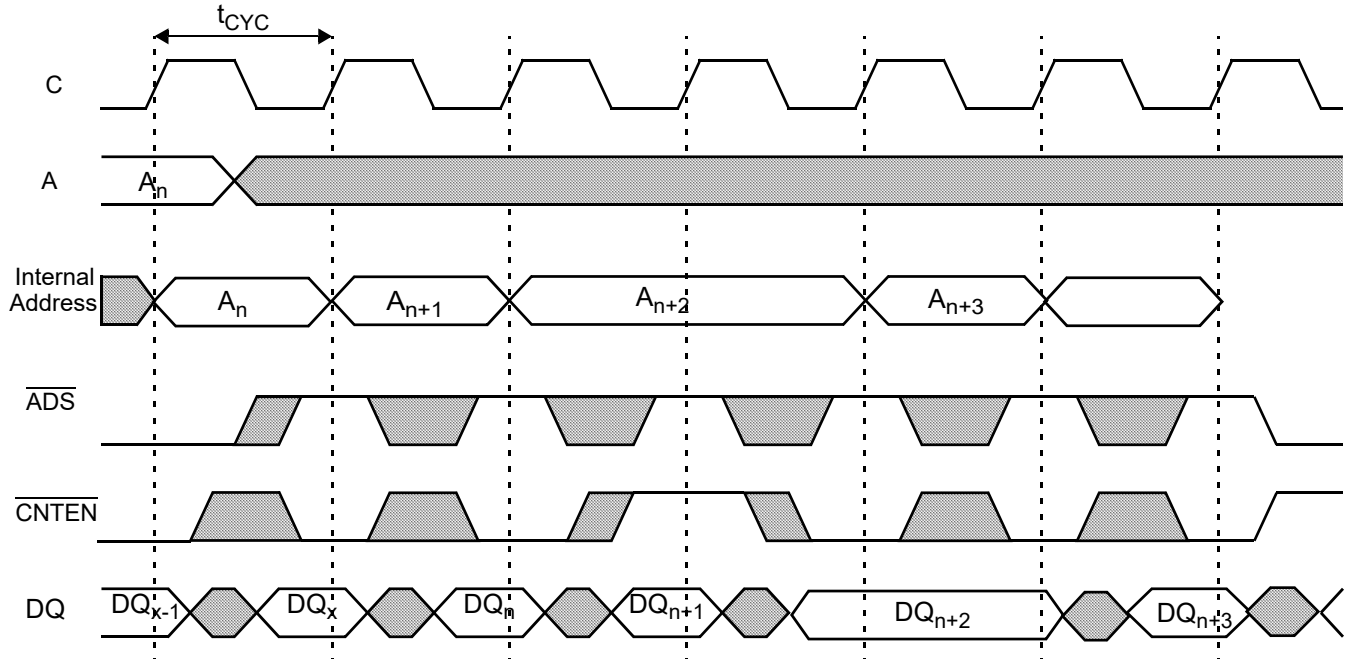 tCYC
C
A
An
Internal
Address
An
An+1
An+2
An+3
ADS
CNTEN
DQ
DQx-1
DQx
DQn
DQn+1
DQn+2
DQn+3